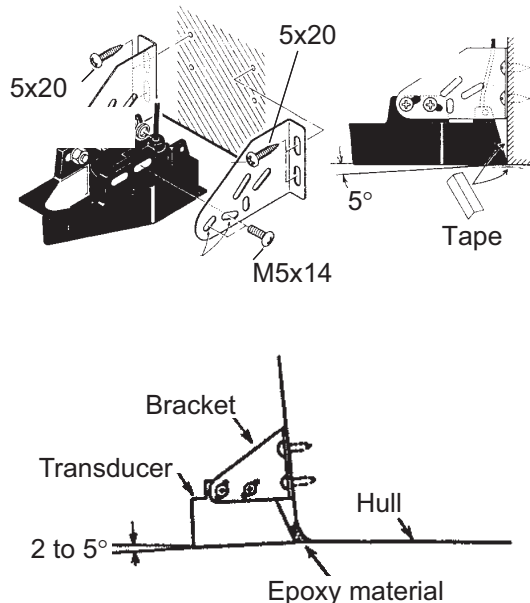 5x20
5x20
5°
Tape
M5x14
Bracket
Transducer
Hull
2 to 5°
Epoxy material